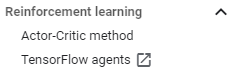 Reinforcement learning
Actor-Critic method
TensorFlow agents